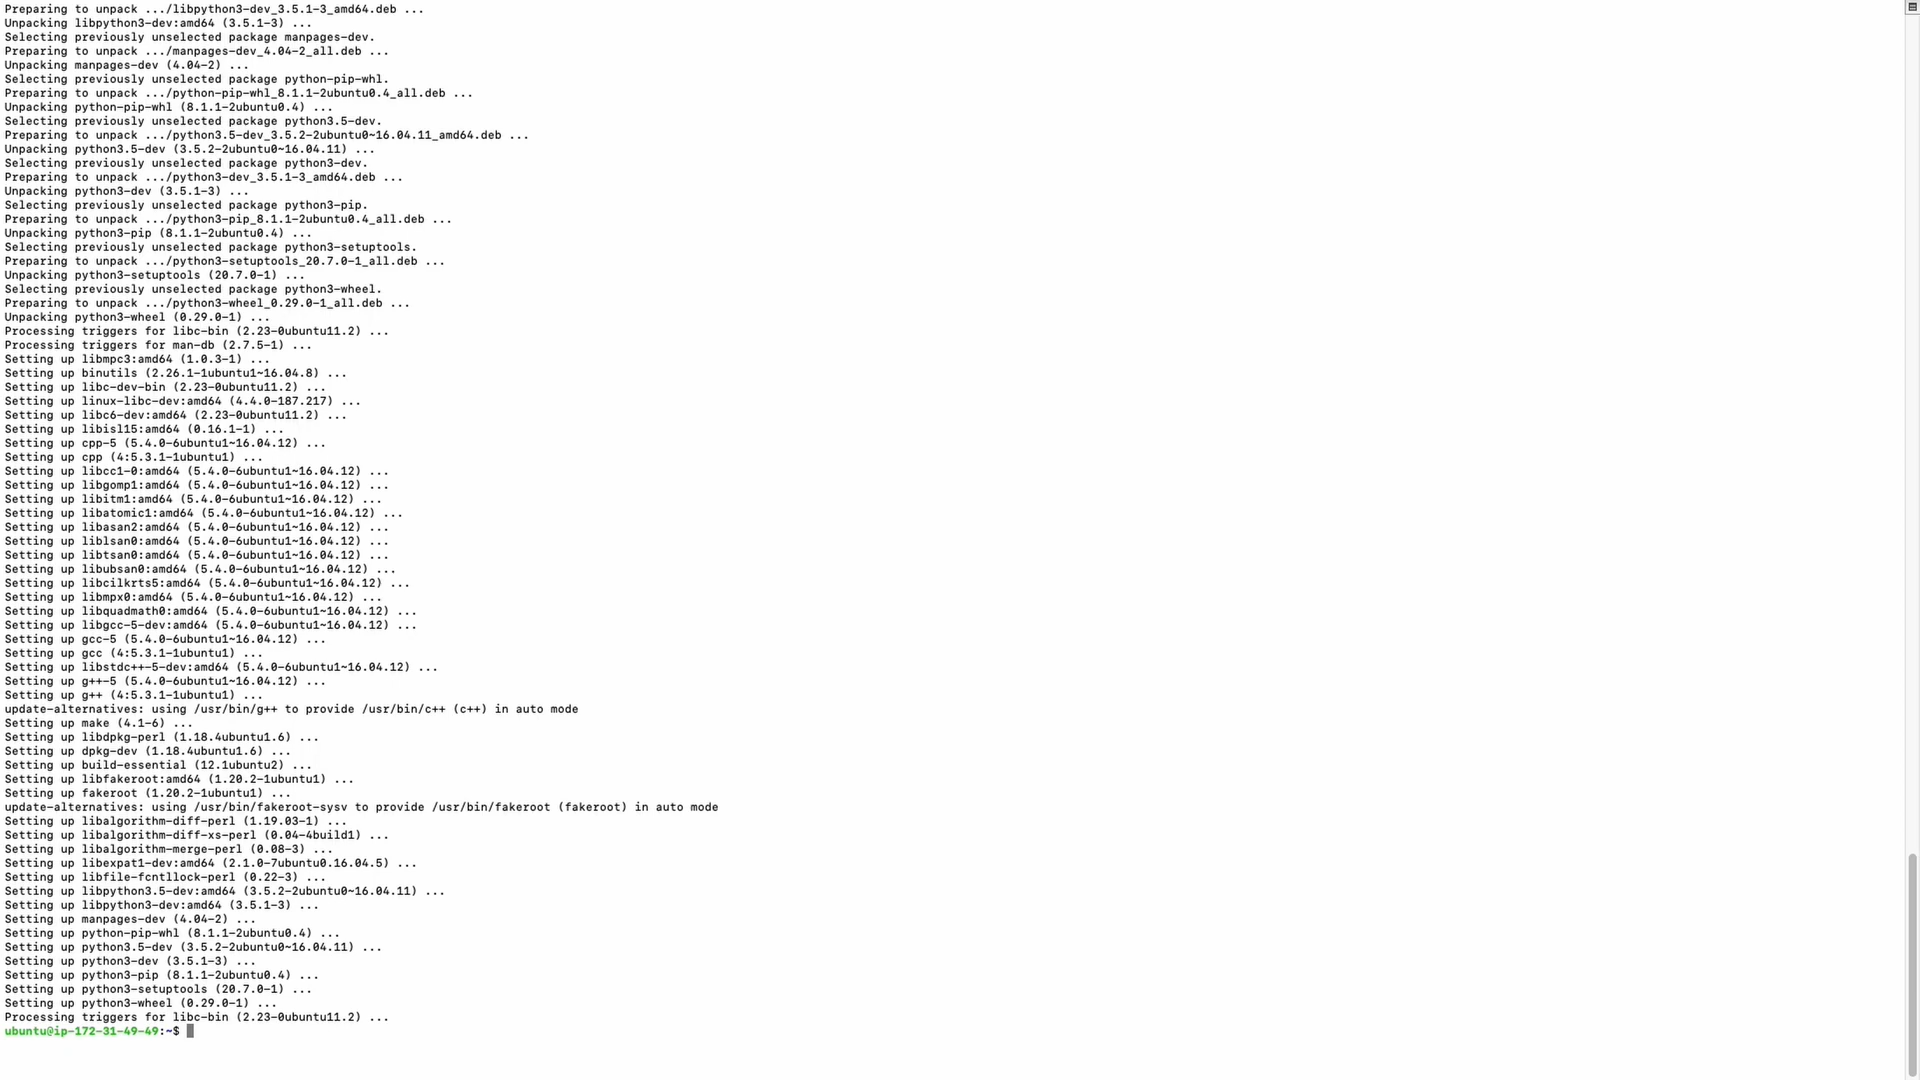 Preparing to unpack .../libpython3-dev_3.5.1-3_amd64.deb ...
Unpacking libpython3-dev:amd64 (3.5.1-3) ...
Selecting previously unselected package manpages-dev.
Preparing to unpack .../manpages-dev_4.04-2_all.deb ...
Unpacking manpages-dev (4.04-2) ...
Selecting previously unselected package python-pip-whl.
Preparing to unpack .../python-pip-whl_8.1.1-2ubuntu0.4_all.deb ...
Unpacking python-pip-whl (8.1.1-2ubuntu0.4) ...
Selecting previously unselected package python3.5-dev.
Preparing to unpack .../python3.5-dev_3.5.2-2ubuntu0~16.04.11_amd64.deb ...
Unpacking python3.5-dev (3.5.2-2ubuntu0~16.04.11) ...
Selecting previously unselected package python3-dev.
Preparing to unpack .../python3-dev_3.5.1-3_amd64.deb ...
Unpacking python3-dev (3.5.1-3) ...
Selecting previously unselected package python3-pip.
Preparing to unpack .../python3-pip_8.1.1-2ubuntu0.4_all.deb ...
Unpacking python3-pip (8.1.1-2ubuntu0.4) ...
Selecting previously unselected package python3-setuptools.
Preparing to unpack .../python3-setuptools_20.7.0-1_all.deb ...
Unpacking python3-setuptools (20.7.0-1) ...
Selecting previously unselected package python3-wheel.
Preparing to unpack .../python3-wheel_0.29.0-1_all.deb ...
Unpacking python3-wheel (0.29.0-1) ...
Processing triggers for libc-bin (2.23-0ubuntu11.2) ...
Processing triggers for man-db (2.7.5-1) ...
Setting up libmpc3:amd64 (1.0.3-1) ...
Setting up binutils (2.26.1-1ubuntu1~16.04.8) ...
Setting up libc-dev-bin (2.23-0ubuntu11.2) ...
Setting up linux-libc-dev:amd64 (4.4.0-187.217) ...
Setting up libc6-dev:amd64 (2.23-0ubuntu11.2) ...
Setting up libisl15:amd64 (0.16.1-1) ...
Setting up cpp-5 (5.4.0-6ubuntu1~16.04.12) ...
Setting up cpp (4:5.3.1-1ubuntu1) ...
Setting up libcc1-0:amd64 (5.4.0-6ubuntu1~16.04.12) ...
Setting up libgomp1:amd64 (5.4.0-6ubuntu1~16.04.12) ...
Setting up libitm1:amd64 (5.4.0-6ubuntu1~16.04.12) ...
Setting up libatomic1:amd64 (5.4.0-6ubuntu1~16.04.12) ...
Setting up libasan2:amd64 (5.4.0-6ubuntu1~16.04.12) ...
Setting up liblsan0:amd64 (5.4.0-6ubuntu1~16.04.12) ...
Setting up libtsan0:amd64 (5.4.0-6ubuntu1~16.04.12) ...
Setting up libubsan0:amd64 (5.4.0-6ubuntu1~16.04.12) ...
Setting up libcilkrts5:amd64 (5.4.0-6ubuntu1~16.04.12) ...
Setting up libmpx0:amd64 (5.4.0-6ubuntu1~16.04.12) ...
Setting up libquadmath0:amd64 (5.4.0-6ubuntu1~16.04.12) ...
Setting up libgcc-5-dev:amd64 (5.4.0-6ubuntu1~16.04.12) ...
Setting up gcc-5 (5.4.0-6ubuntu1~16.04.12) ...
Setting up gcc (4:5.3.1-1ubuntu1) ...
Setting up libstdc++-5-dev:amd64 (5.4.0-6ubuntu1~16.04.12) ...
Setting up g++-5 (5.4.0-6ubuntu1~16.04.12) ...
Setting up g++ (4:5.3.1-1ubuntu1) ...
update-alternatives: using /usr/bin/g++ to provide /usr/bin/c++ (c++) in auto mode
Setting up make (4.1-6) ...
Setting up libdpkg-perl (1.18.4ubuntu1.6) ...
Setting up dpkg-dev (1.18.4ubuntu1.6) ...
Setting up build-essential (12.1ubuntu2) ...
Setting up libfakeroot:amd64 (1.20.2-1ubuntu1) ...
Setting up fakeroot (1.20.2-1ubuntu1) ...
update-alternatives: using /usr/bin/fakeroot-sysv to provide /usr/bin/fakeroot (fakeroot) in auto mode
Setting up libalgorithm-diff-perl (1.19.03-1) ...
Setting up libalgorithm-diff-xs-perl (0.04-4build1) ...
Setting up libalgorithm-merge-perl (0.08-3) ...
Setting up libexpat1-dev:amd64 (2.1.0-7ubuntu0.16.04.5) ...
Setting up libfile-fcntllock-perl (0.22-3) ...
Setting up libpython3.5-dev:amd64 (3.5.2-2ubuntu0~16.04.11) ...
Setting up libpython3-dev:amd64 (3.5.1-3) ...
Setting up manpages-dev (4.04-2) ...
Setting up python-pip-whl (8.1.1-2ubuntu0.4) ...
Setting up python3.5-dev (3.5.2-2ubuntu0~16.04.11) ...
Setting up python3-dev (3.5.1-3) ...
Setting up python3-pip (8.1.1-2ubuntu0.4) ...
Setting up python3-setuptools (20.7.0-1) ...
Setting up python3-wheel (0.29.0-1) ...
Processing triggers for libc-bin (2.23-0ubuntu11.2) ...
ubuntu@ip-172-31-49-49:~$